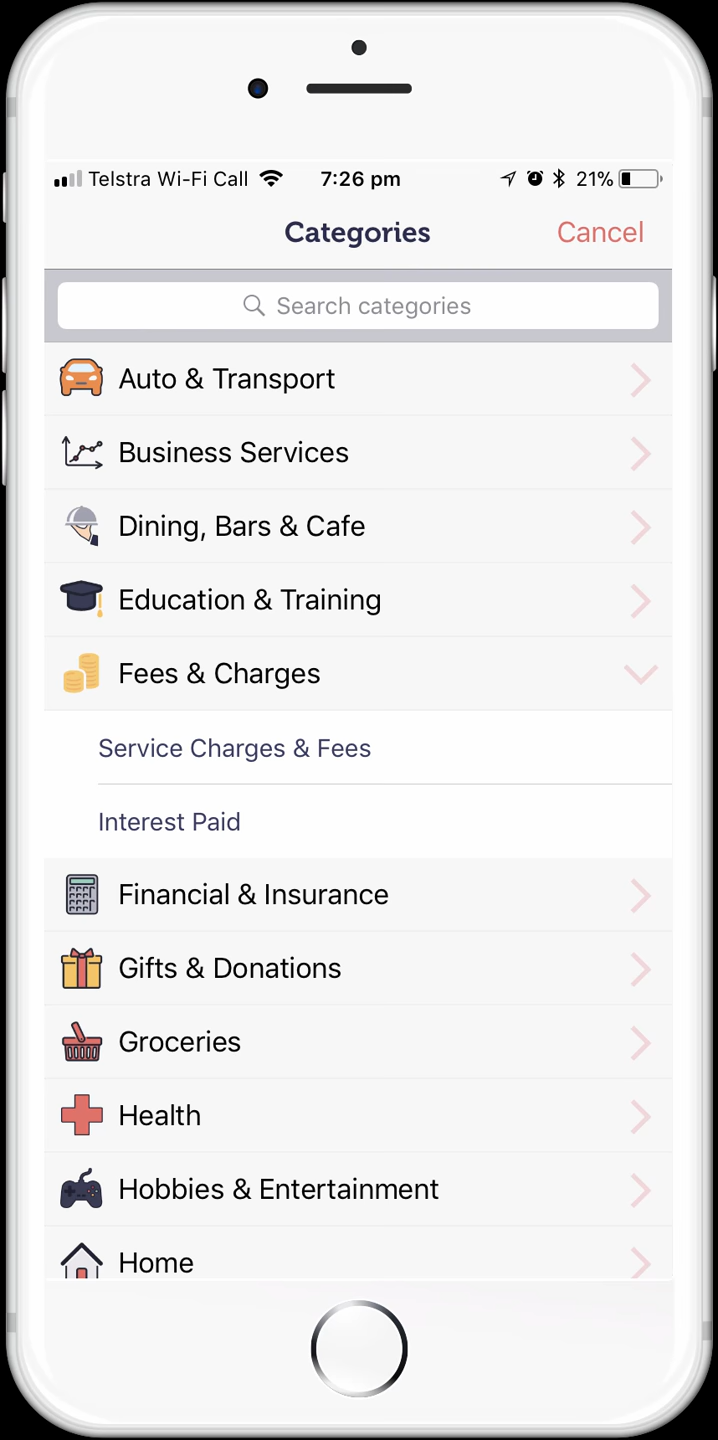 Telstra Wi-Fi Call 7:26 pm 21%
Categories Cancel
Search categories
Auto & Transport
Business Services
Dining, Bars & Cafe
Education & Training
Fees & Charges
Service Charges & Fees
Interest Paid
Financial & Insurance
Gifts & Donations
Groceries
Health
Hobbies & Entertainment
Home